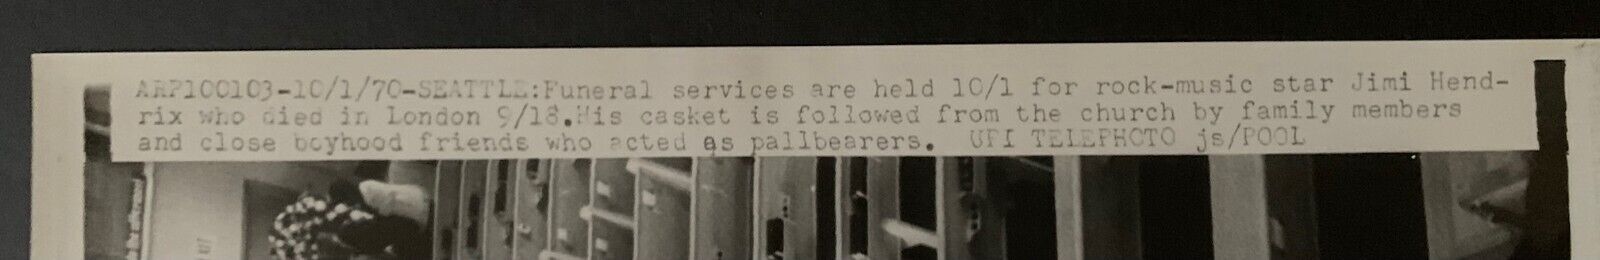 ARP100103-10/1/70-SEATTLE:Funeral services are held 10/1 for rock-music star Jimi Hend-
rix who died in London 9/18.His casket is followed from the church by family members
and close boyhood friends who acted as pallbearers.  UPI TELEPHOTO js/POOL